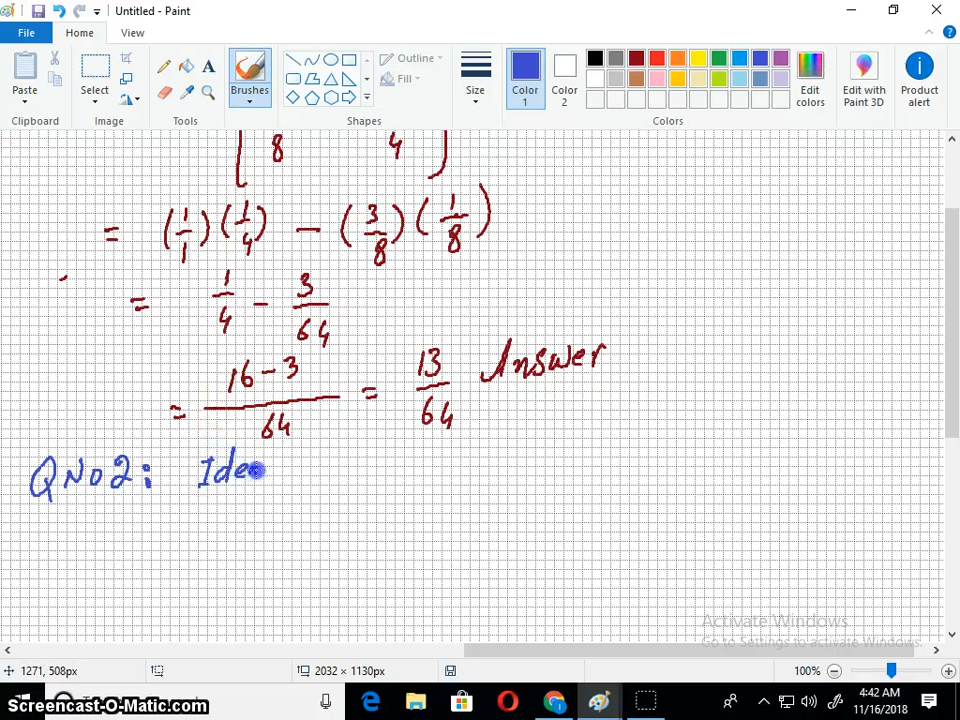 Untitled - Paint
File Home View
Paste Select Brushes Outline Fill Size Color 1 Color 2 Edit colors Edit with Paint 3D Product alert
Clipboard Image Tools Shapes Colors
8 4
= (1/1)(1/4) - (3/8)(1/8)
= 1/4 - 3/64
= 16-3/64 = 13/64 Answer
QNO2: Ide
Activate Windows
Go to Settings to activate Windows.
1271, 508px 2032 × 1130px 100%
Screencast-O-Matic.com 4:42 AM
11/16/2018